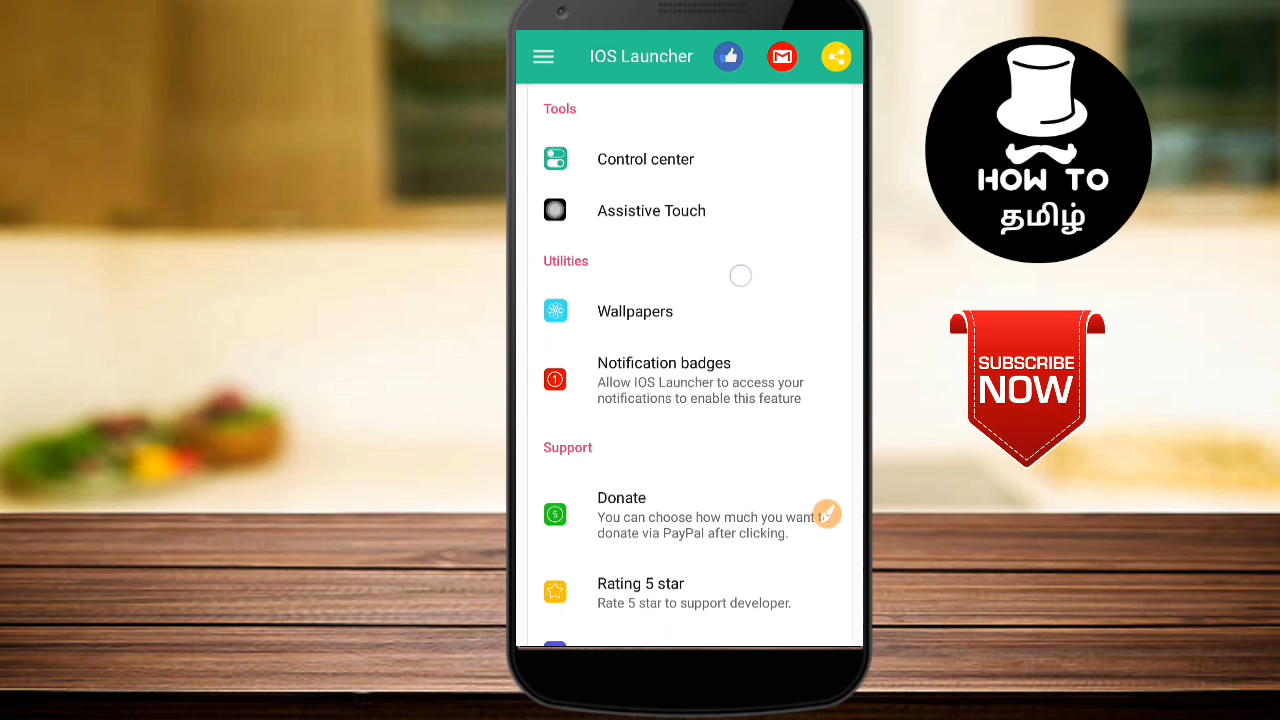 IOS Launcher
Tools
Control center
Assistive Touch
Utilities
Wallpapers
Notification badges
Allow IOS Launcher to access your
notifications to enable this feature
Support
Donate
You can choose how much you want to
donate via PayPal after clicking.
Rating 5 star
Rate 5 star to support developer.
HOW TO
தமிழ்
SUBSCRIBE
NOW